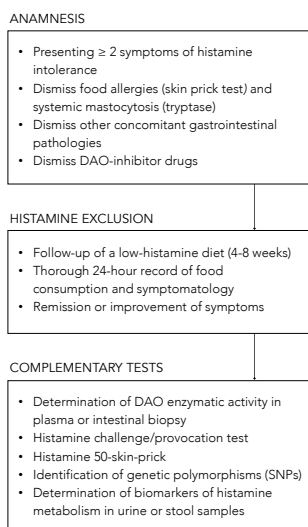 ANAMNESIS
• Presenting ≥ 2 symptoms of histamine
intolerance
• Dismiss food allergies (skin prick test) and
systemic mastocytosis (tryptase)
• Dismiss other concomitant gastrointestinal
pathologies
• Dismiss DAO-inhibitor drugs
HISTAMINE EXCLUSION
• Follow-up of a low-histamine diet (4-8 weeks)
• Thorough 24-hour record of food
consumption and symptomatology
• Remission or improvement of symptoms
COMPLEMENTARY TESTS
• Determination of DAO enzymatic activity in
plasma or intestinal biopsy
• Histamine challenge/provocation test
• Histamine 50-skin-prick
• Identification of genetic polymorphisms (SNPs)
• Determination of biomarkers of histamine
metabolism in urine or stool samples